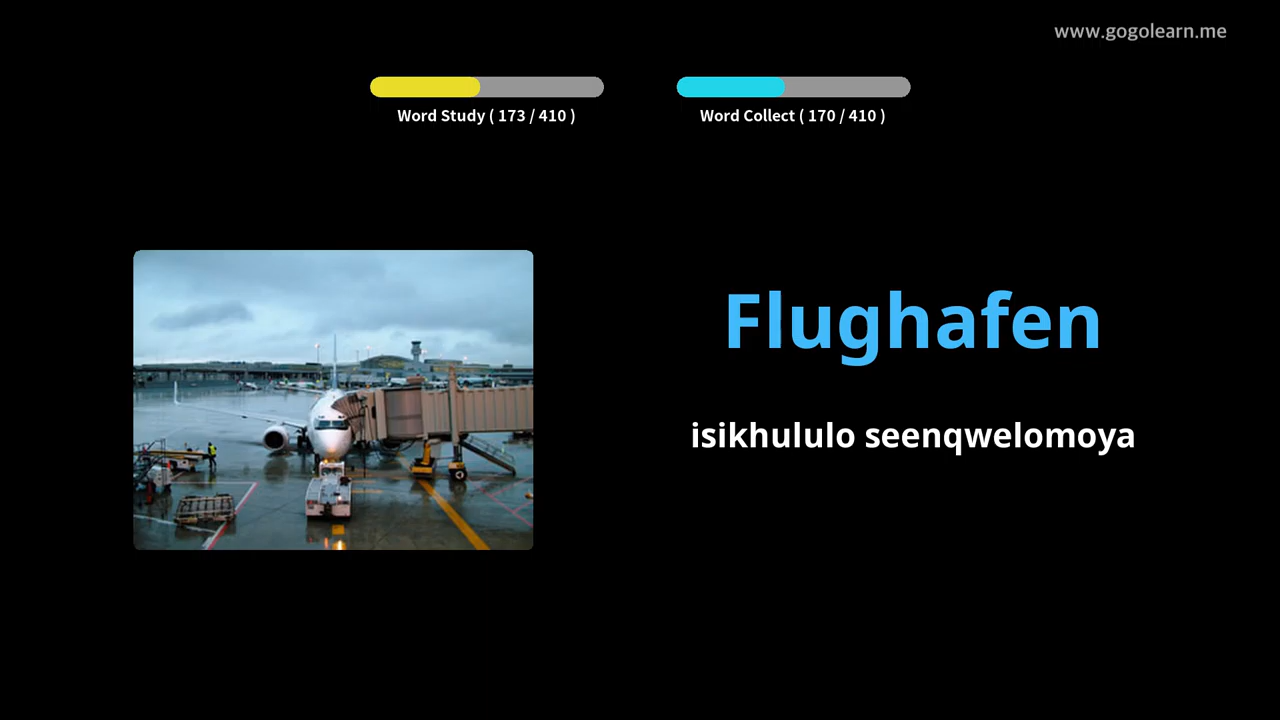 www.gogolearn.me
Word Study ( 173 / 410 )
Word Collect ( 170 / 410 )
Flughafen
isikhululo seenqwelomoya